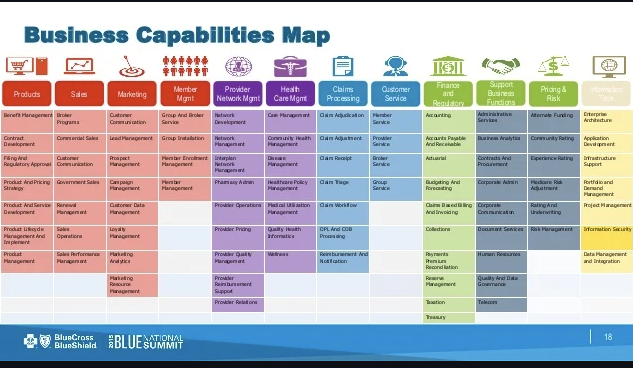 Business Capabilities Map
Products
Sales
Marketing
Member
Mgmt
Provider
Network Mgmt
Health
Care Mgmt
Claims
Processing
Customer
Service
Finance
and
Regulatory
Support
Business
Functions
Pricing &
Risk
Information
Benefit Management
Broker
Programs
Customer
Communication
Group And Broker
Service
Network
Development
Case Management
Claim Adjudication
Member
Service
Accounting
Administrative
Services
Alternate Funding
Enterprise
Architecture
Contract
Development
Commercial Sales
Lead Management
Group Installation
Network
Management
Community Health
Management
Claim Adjustment
Provider
Service
Accounts Payable
And Receivable
Business Analytics
Community Rating
Application
Development
Filing And
Regulatory Approval
Customer
Communication
Prospect
Management
Member Enrollment
Management
Interplan
Network
Management
Disease
Management
Claim Receipt
Broker
Service
Actuarial
Contracts And
Procurement
Experience Rating
Infrastructure
Support
Product And Pricing
Strategy
Government Sales
Campaign
Management
Member
Management
Pharmacy Admin
Healthcare Policy
Management
Claim Triage
Group
Service
Budgeting And
Forecasting
Corporate Admin
Medicare Risk
Adjustment
Portfolio and
Demand
Management
Product And Service
Development
Renewal
Management
Customer Data
Management
Provider Operations
Medical Utilization
Management
Claim Workflow
Claims Based Billing
And Invoicing
Corporate
Communication
Rating And
Underwriting
Project Management
Product Lifecycle
Management And
Implement
Sales
Operations
Loyalty
Management
Provider Pricing
Quality Health
Informatics
OPL And COB
Processing
Collections
Document Services
Risk Management
Information Security
Product
Management
Sales Performance
Management
Marketing
Analytics
Provider Quality
Management
Wellness
Reimbursement And
Notification
Payments
Premium
Reconciliation
Human Resources
Data Management
and Integration
Marketing
Resource
Management
Provider
Reimbursement
Support
Reserve
Management
Quality And Data
Governance
Provider Relations
Taxation
Telecom
Treasury
BlueCross
BlueShield
2015
BLUE NATIONAL
SUMMIT
18